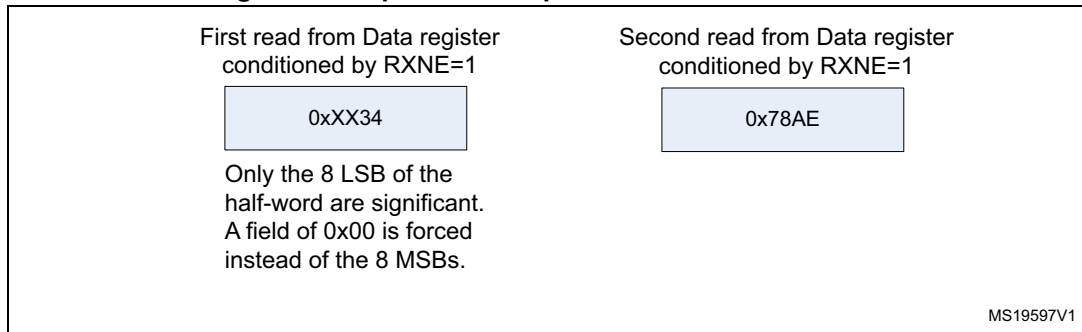 First read from Data register
conditioned by RXNE=1
0xXX34
Only the 8 LSB of the
half-word are significant.
A field of 0x00 is forced
instead of the 8 MSBs.
Second read from Data register
conditioned by RXNE=1
0x78AE
MS19597V1